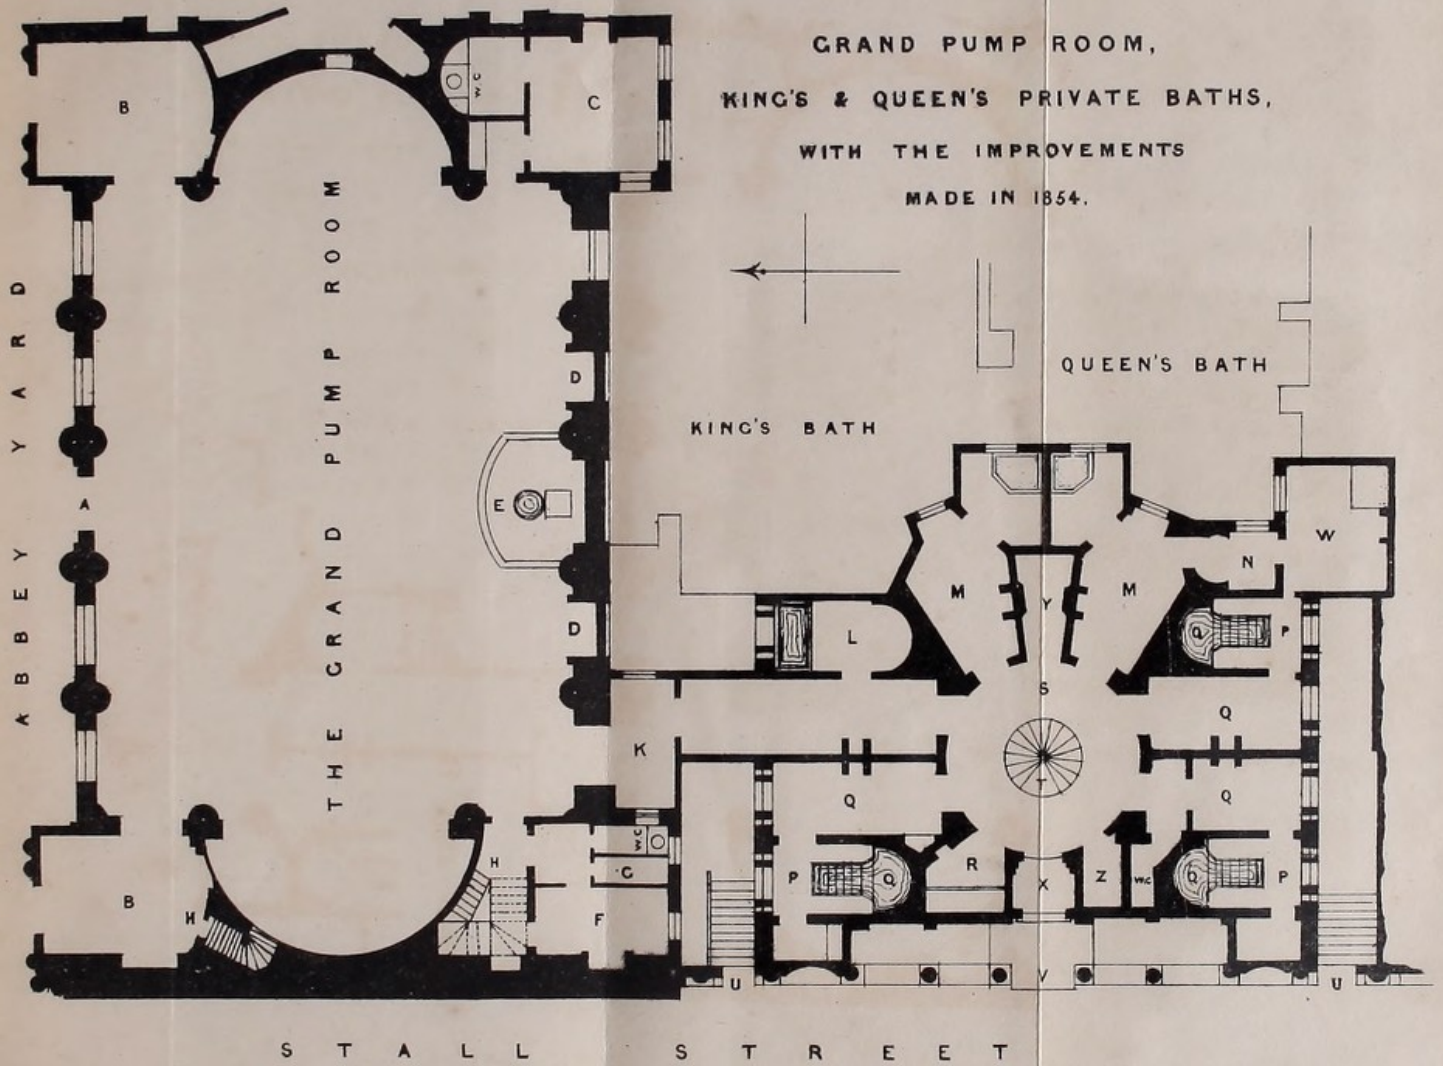 GRAND PUMP ROOM,
KING'S & QUEEN'S PRIVATE BATHS,
WITH THE IMPROVEMENTS
MADE IN 1854.
ABBEY YARD
THE GRAND PUMP ROOM
KING'S BATH
QUEEN'S BATH
STALL STREET
B
W.C
C
D
A
E
D
B
H
H
W.C
G
F
K
L
M
Y
M
N
W
Q
P
S
Q
T
Q
Q
P
Q
R
X
Z
W.C
Q
P
U
V
U